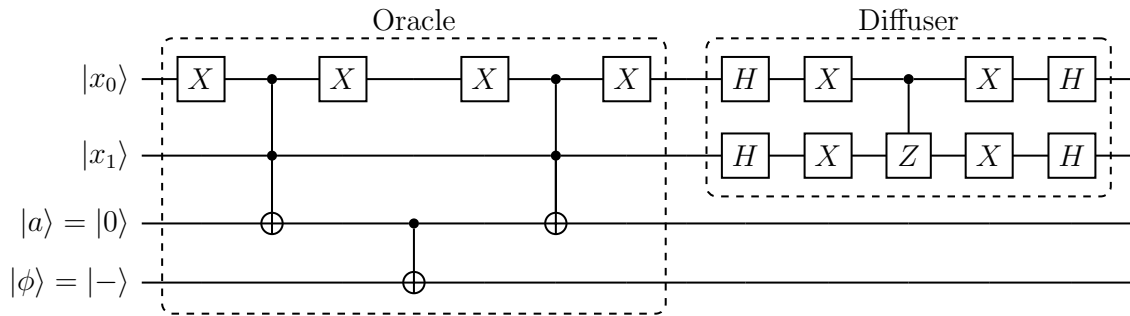 Oracle Diffuser
|x₀⟩ X X X X H X X H
|x₁⟩ H X Z X H
|a⟩ = |0⟩
|ϕ⟩ = |−⟩